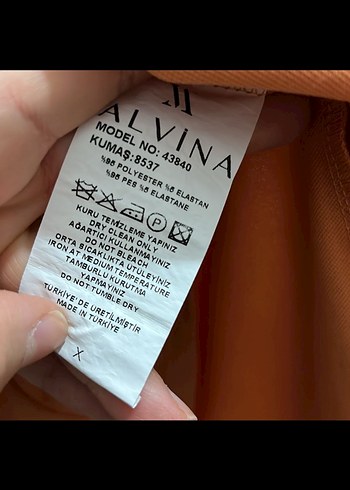 ALVİNA
MODEL NO: 43840
KUMAŞ:8537
%95 POLYESTER %5 ELASTAN
%95 PES %5 ELASTANE
P
KURU TEMİZLEME YAPINIZ
DRY CLEAN ONLY
AĞARTICI KULLANMAYINIZ
DO NOT BLEACH
ORTA SICAKLIKTA ÜTÜLEYİNİZ
IRON AT MEDIUM TEMPERATURE
TAMBURLU KURUTMA
YAPMAYINIZ
DO NOT TUMBLE DRY
TÜRKİYE'DE ÜRETİLMİŞTİR
MADE IN TÜRKİYE
X